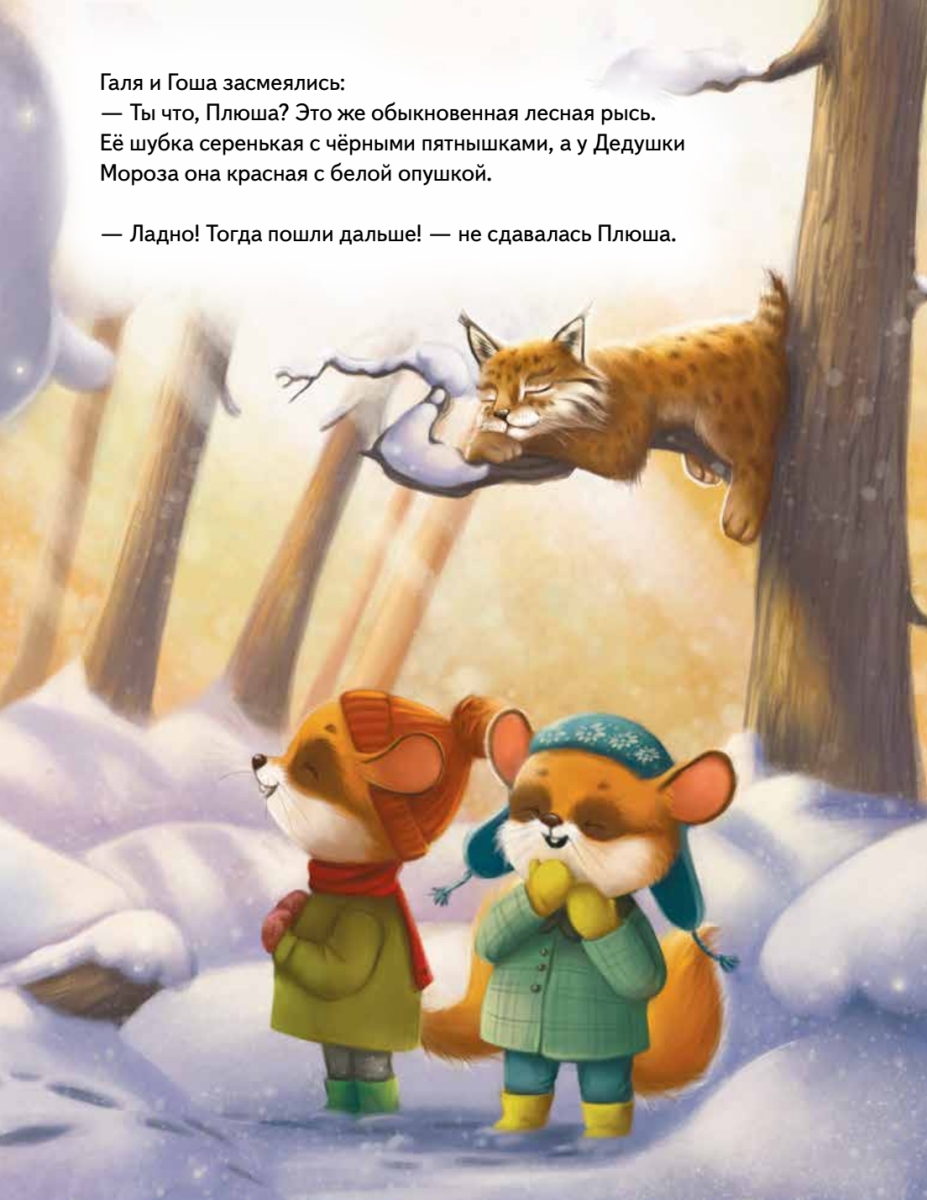 Галя и Гоша засмеялись:
— Ты что, Плюша? Это же обыкновенная лесная рысь.
Её шубка серенькая с чёрными пятнышками, а у Дедушки
Мороза она красная с белой опушкой.
— Ладно! Тогда пошли дальше! — не сдавалась Плюша.